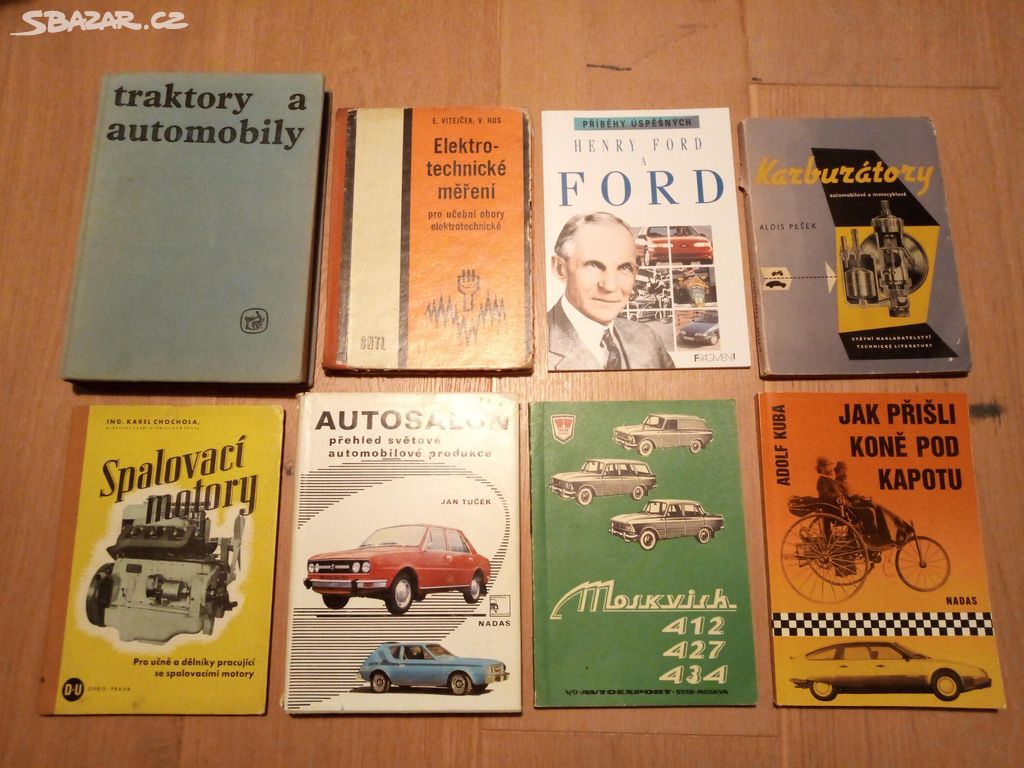 SBAZAR.CZ
traktory a
automobily
E. VITEJČEK, V. HOS
Elektro-
technické
měření
pro učební obory
elektrotechnické
SNTL
PŘÍBĚHY ÚSPĚŠNÝCH
HENRY FORD
A
FORD
FRAGMENT
Karburátory
automobilové a motocyklové
ALOIS PEŠEK
STÁTNÍ NAKLADATELSTVÍ
TECHNICKÉ LITERATURY
ING. KAREL CHOCHOLA,
Spalovací
motory
Pro učně a dělníky pracující
se spalovacími motory
D-U
ORBIS - PRAHA
AUTOSALON
přehled světové
automobilové produkce
JAN TUČEK
NADAS
Moskvich
412
427
434
V/O AVTOEXPORT SSSR-MOSKVA
ADOLF KUBA
JAK PŘIŠLI
KONĚ POD
KAPOTU
NADAS